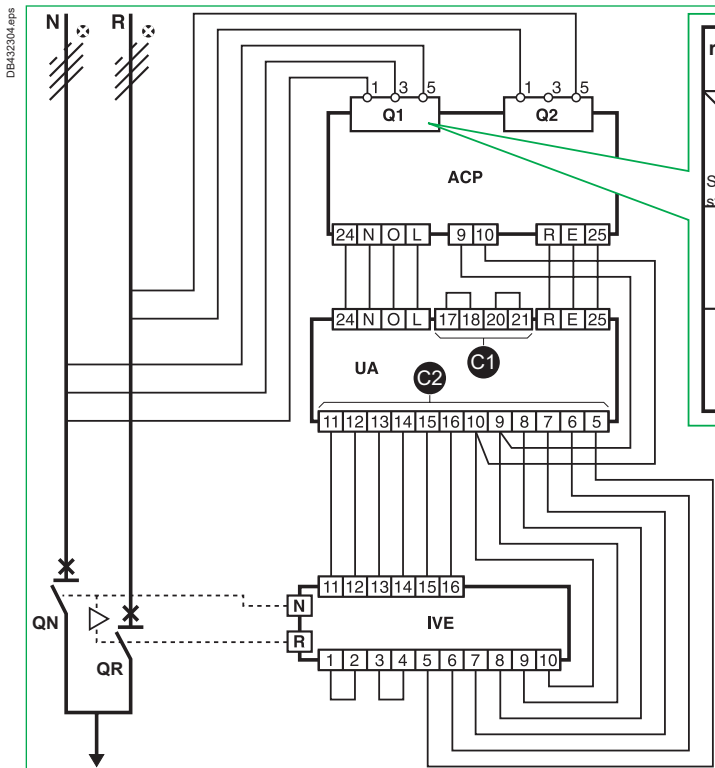 DB432304.eps
N R
1 3 5 1 3 5
Q1 Q2
ACP
24 N O L 9 10 R E 25
24 N O L 17 18 20 21 R E 25
UA C2 C1
11 12 13 14 15 16 10 9 8 7 6 5
11 12 13 14 15 16
N
IVE
R
1 2 3 4 5 6 7 8 9 10
QN
QR